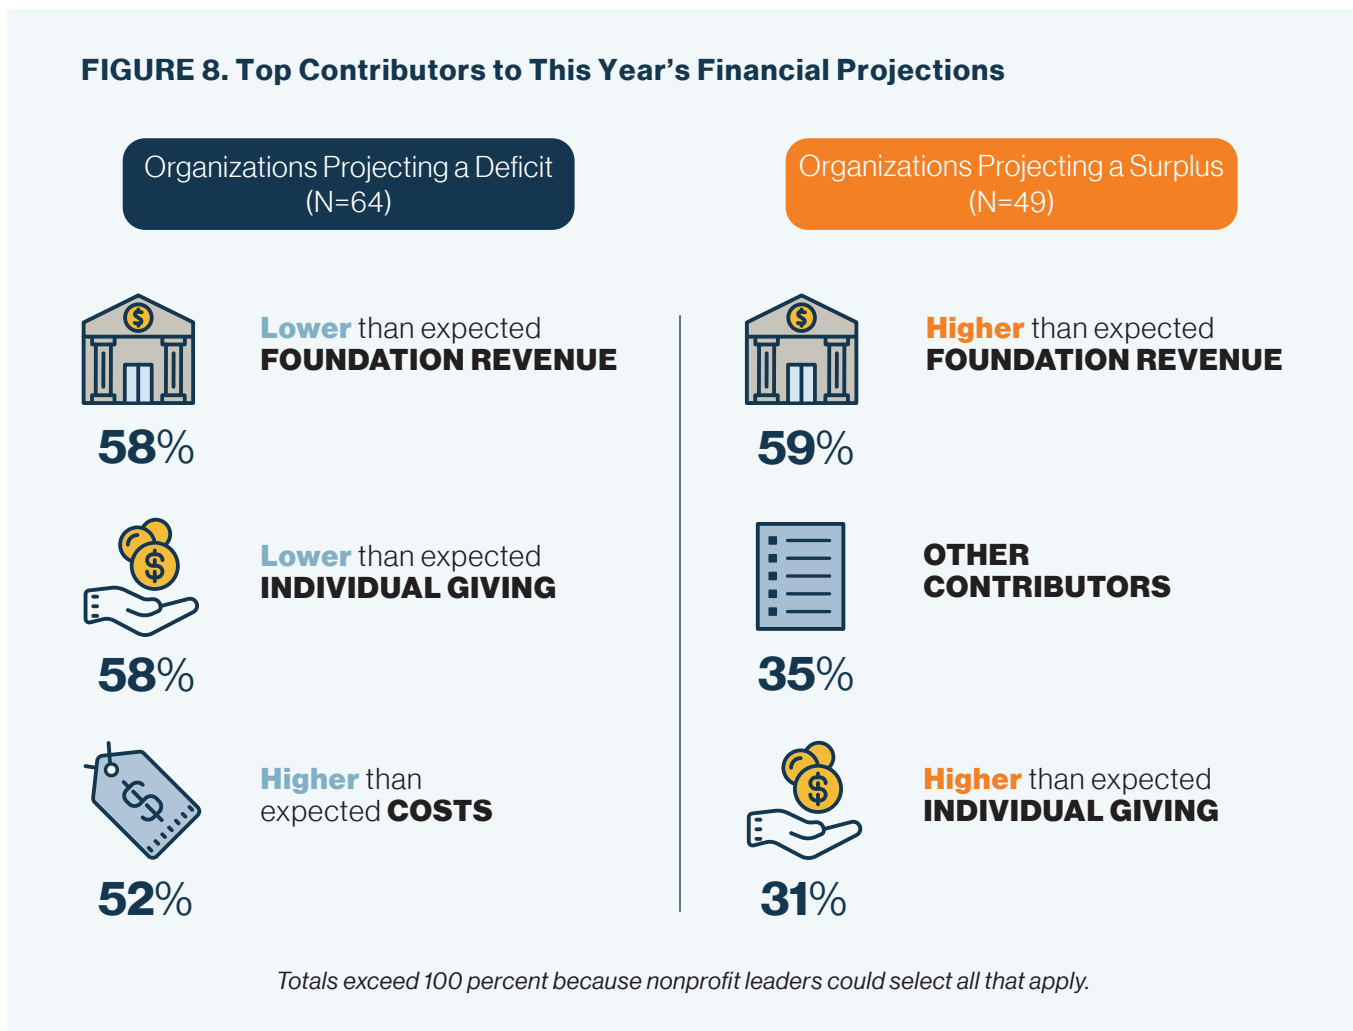 FIGURE 8. Top Contributors to This Year’s Financial Projections
Organizations Projecting a Deficit
(N=64)
Lower than expected
FOUNDATION REVENUE
58%
Lower than expected
INDIVIDUAL GIVING
58%
Higher than
expected COSTS
52%
Organizations Projecting a Surplus
(N=49)
Higher than expected
FOUNDATION REVENUE
59%
OTHER
CONTRIBUTORS
35%
Higher than expected
INDIVIDUAL GIVING
31%
Totals exceed 100 percent because nonprofit leaders could select all that apply.